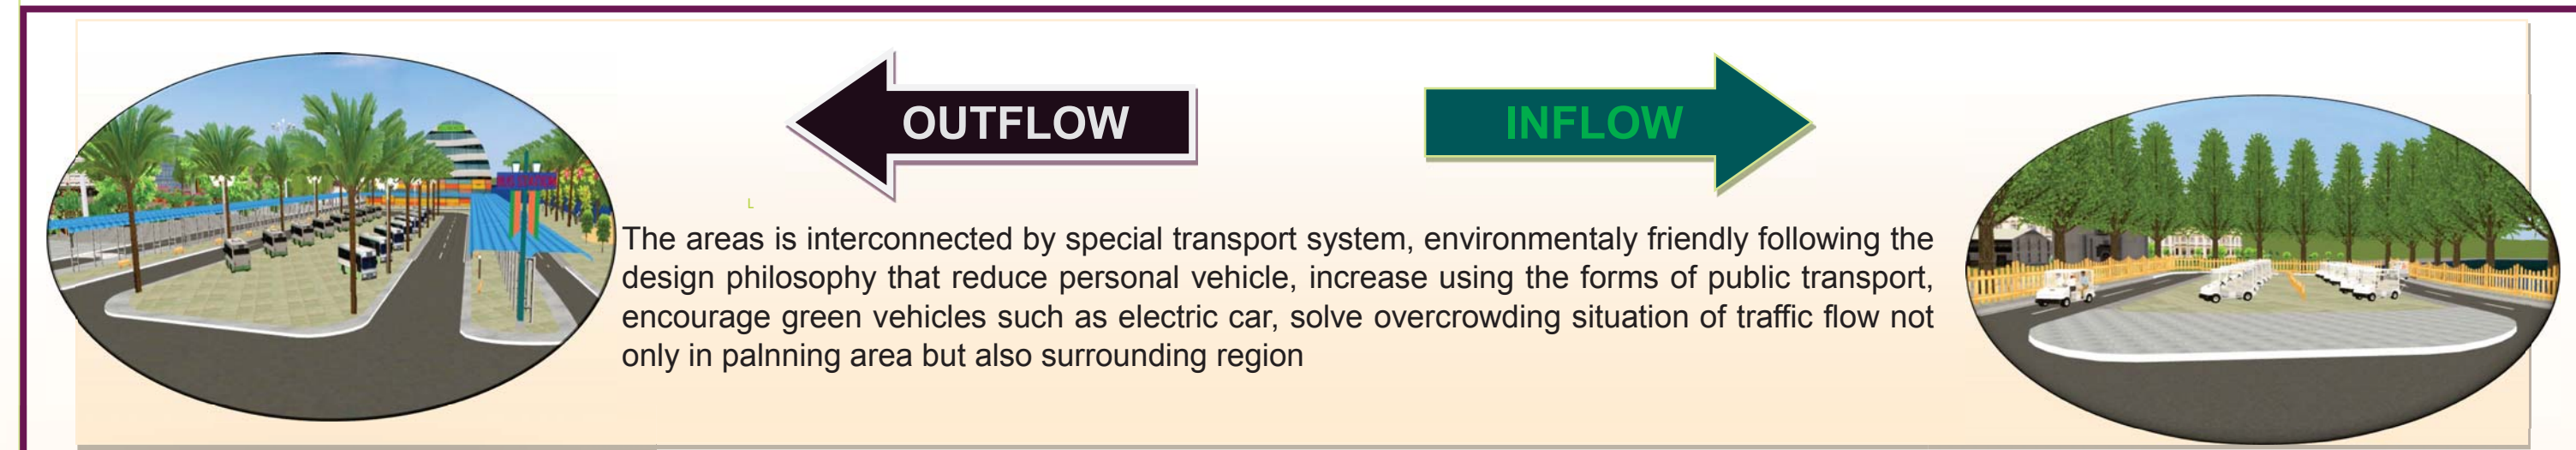 OUTFLOW
INFLOW
BUS STATION
L
The areas is interconnected by special transport system, environmentaly friendly following the
design philosophy that reduce personal vehicle, increase using the forms of public transport,
encourage green vehicles such as electric car, solve overcrowding situation of traffic flow not
only in palnning area but also surrounding region